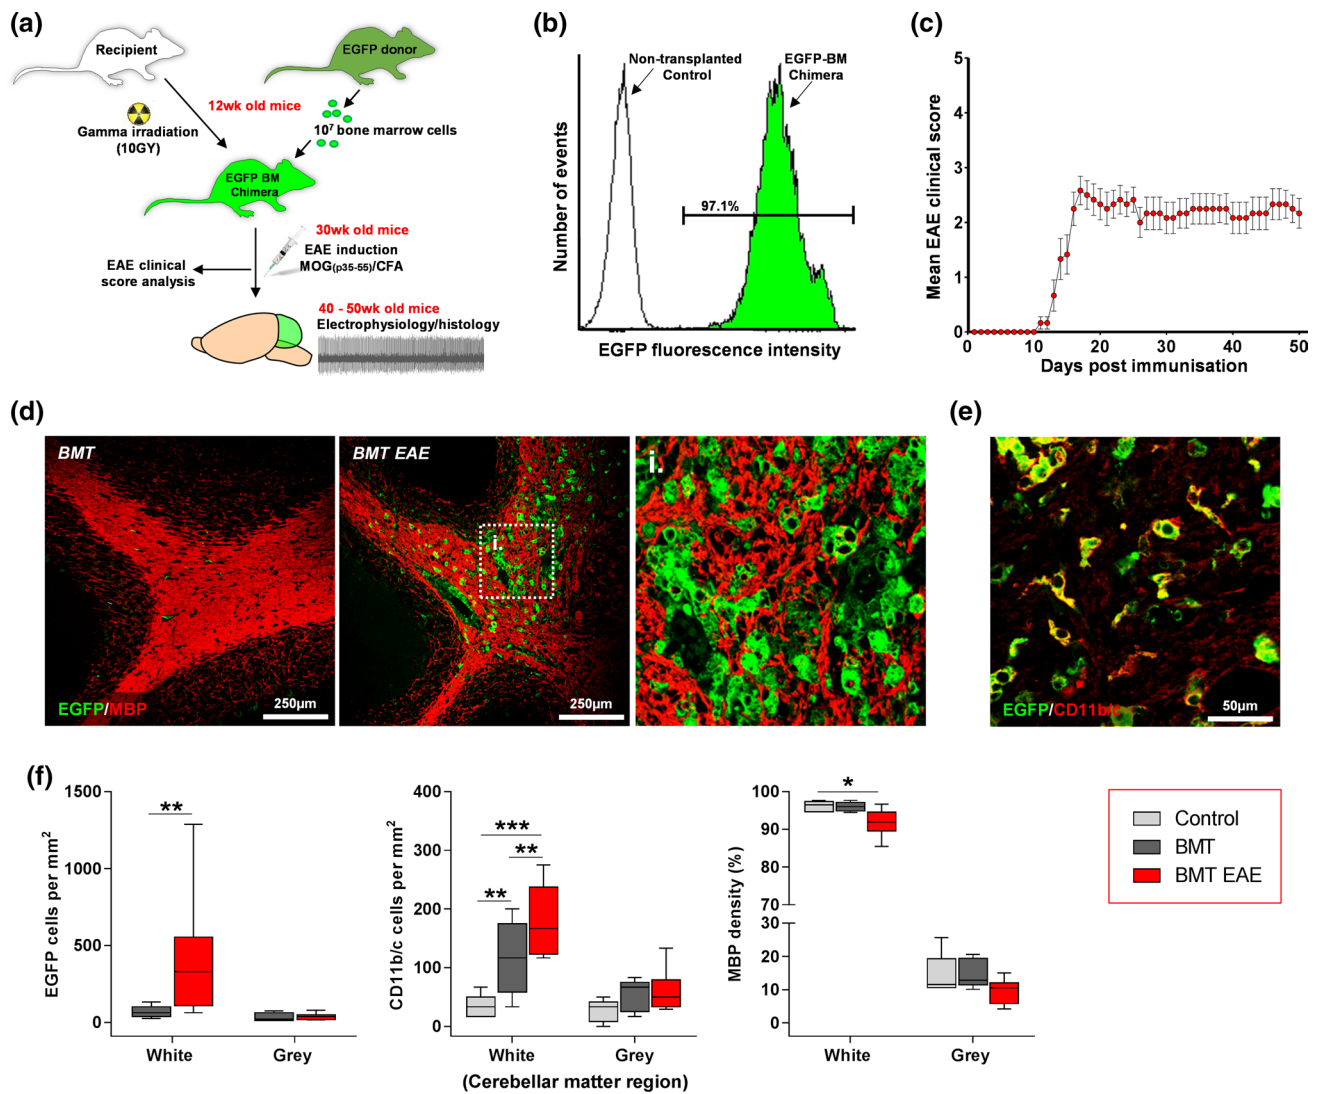 (a)
Recipient
EGFP donor
12wk old mice
Gamma irradiation
(10GY)
10⁷ bone marrow cells
EGFP BM
Chimera
30wk old mice
EAE induction
MOG(p35-55)/CFA
EAE clinical
score analysis
40 - 50wk old mice
Electrophysiology/histology
(b)
Non-transplanted
Control
EGFP-BM
Chimera
97.1%
Number of events
EGFP fluorescence intensity
(c)
Mean EAE clinical score
5
4
3
2
1
0
0 10 20 30 40 50
Days post immunisation
(d)
BMT
EGFP/MBP
250µm
BMT EAE
i.
250µm
i.
(e)
EGFP/CD11b/c
50µm
(f)
EGFP cells per mm²
1500
1000
500
0
**
White Grey
CD11b/c cells per mm²
400
300
200
100
0
***
**
**
White Grey
(Cerebellar matter region)
MBP density (%)
100
90
80
70
30
20
10
0
*
White Grey
Control
BMT
BMT EAE